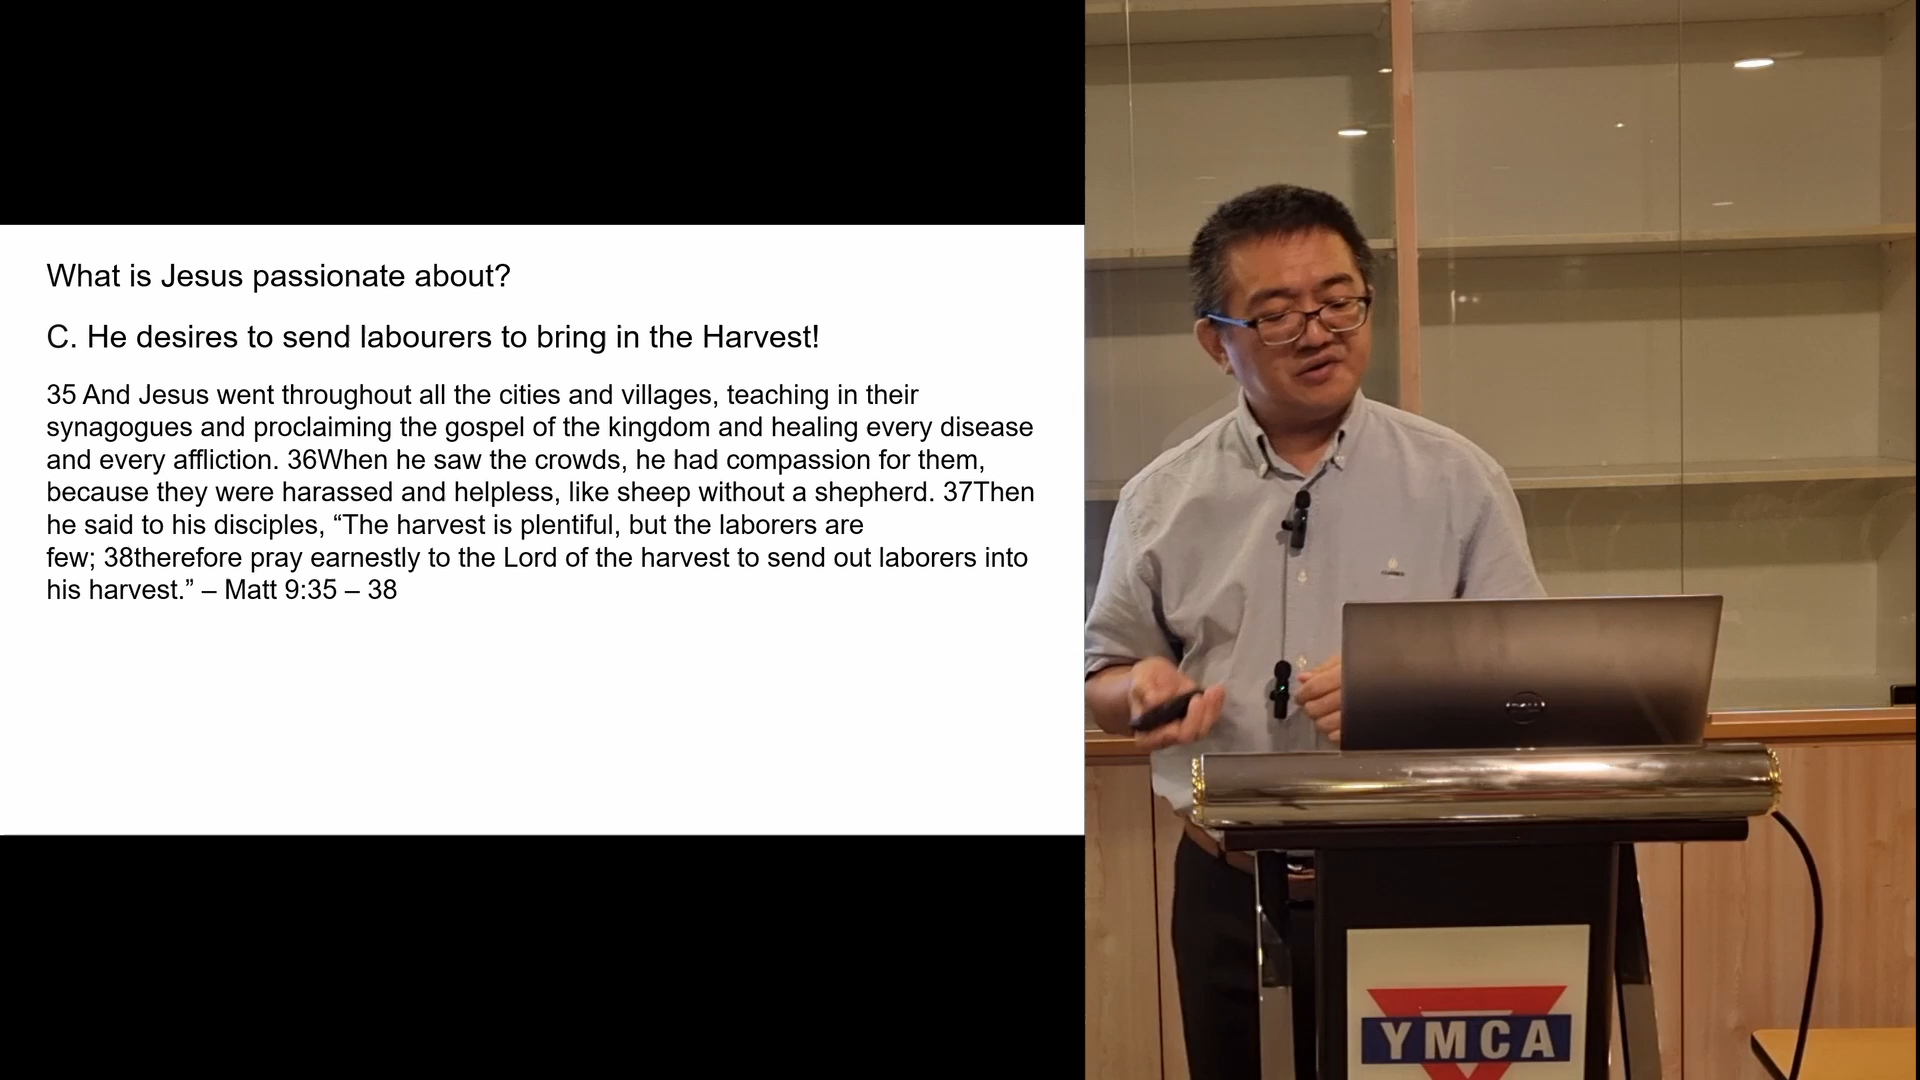 What is Jesus passionate about?
C. He desires to send labourers to bring in the Harvest!
35 And Jesus went throughout all the cities and villages, teaching in their
synagogues and proclaiming the gospel of the kingdom and healing every disease
and every affliction. 36When he saw the crowds, he had compassion for them,
because they were harassed and helpless, like sheep without a shepherd. 37Then
he said to his disciples, “The harvest is plentiful, but the laborers are
few; 38therefore pray earnestly to the Lord of the harvest to send out laborers into
his harvest.” – Matt 9:35 – 38
DELL
YMCA